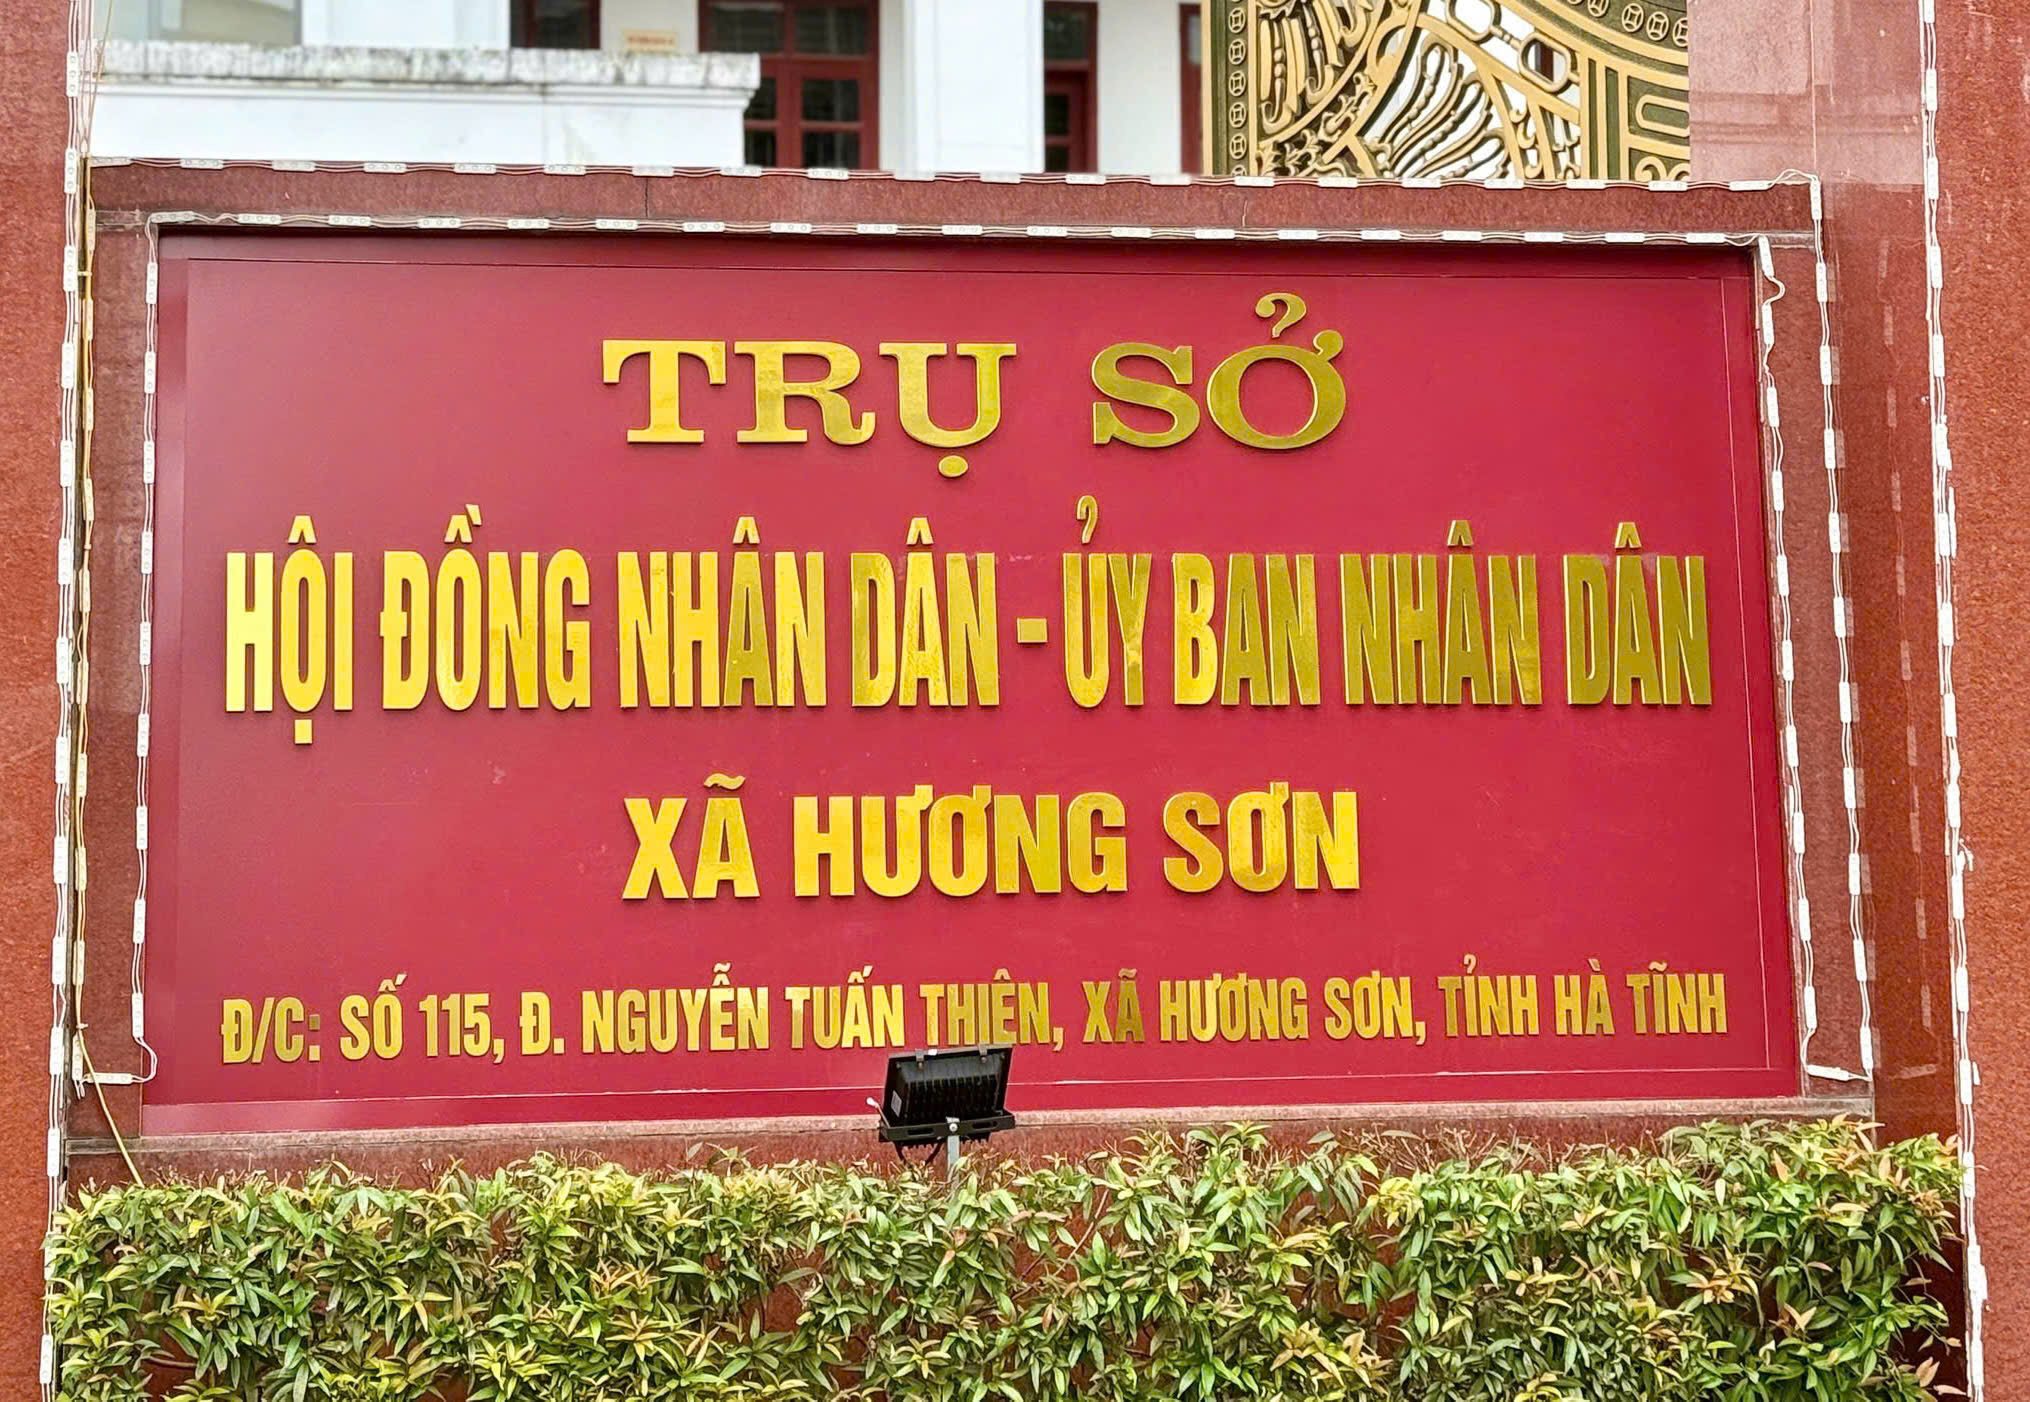 TRỤ SỞ
HỘI ĐỒNG NHÂN DÂN - ỦY BAN NHÂN DÂN
XÃ HƯƠNG SƠN
Đ/C: SỐ 115, Đ. NGUYỄN TUẤN THIỆN, XÃ HƯƠNG SƠN, TỈNH HÀ TĨNH